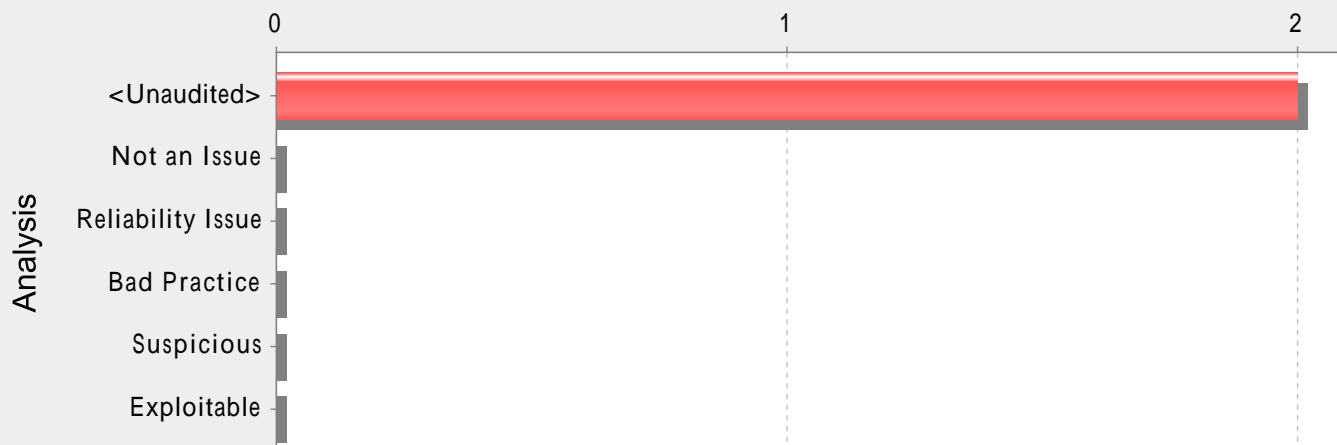 0 1 2
<Unaudited>
Not an Issue
Reliability Issue
Bad Practice
Suspicious
Exploitable
Analysis